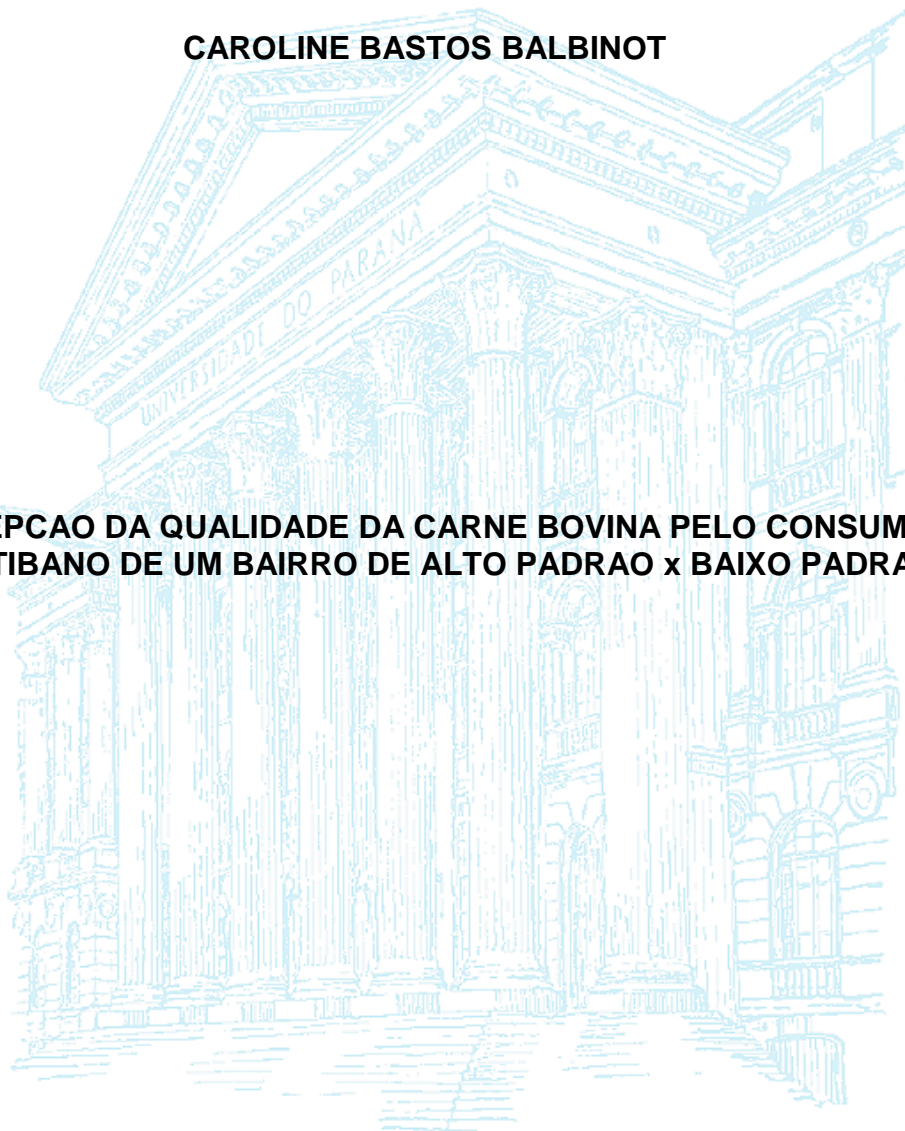 CAROLINE BASTOS BALBINOT
UNIVERSIDADE DO PARANÁ
EPCAO DA QUALIDADE DA CARNE BOVINA PELO CONSUM
TIBANO DE UM BAIRRO DE ALTO PADRAO x BAIXO PADRA